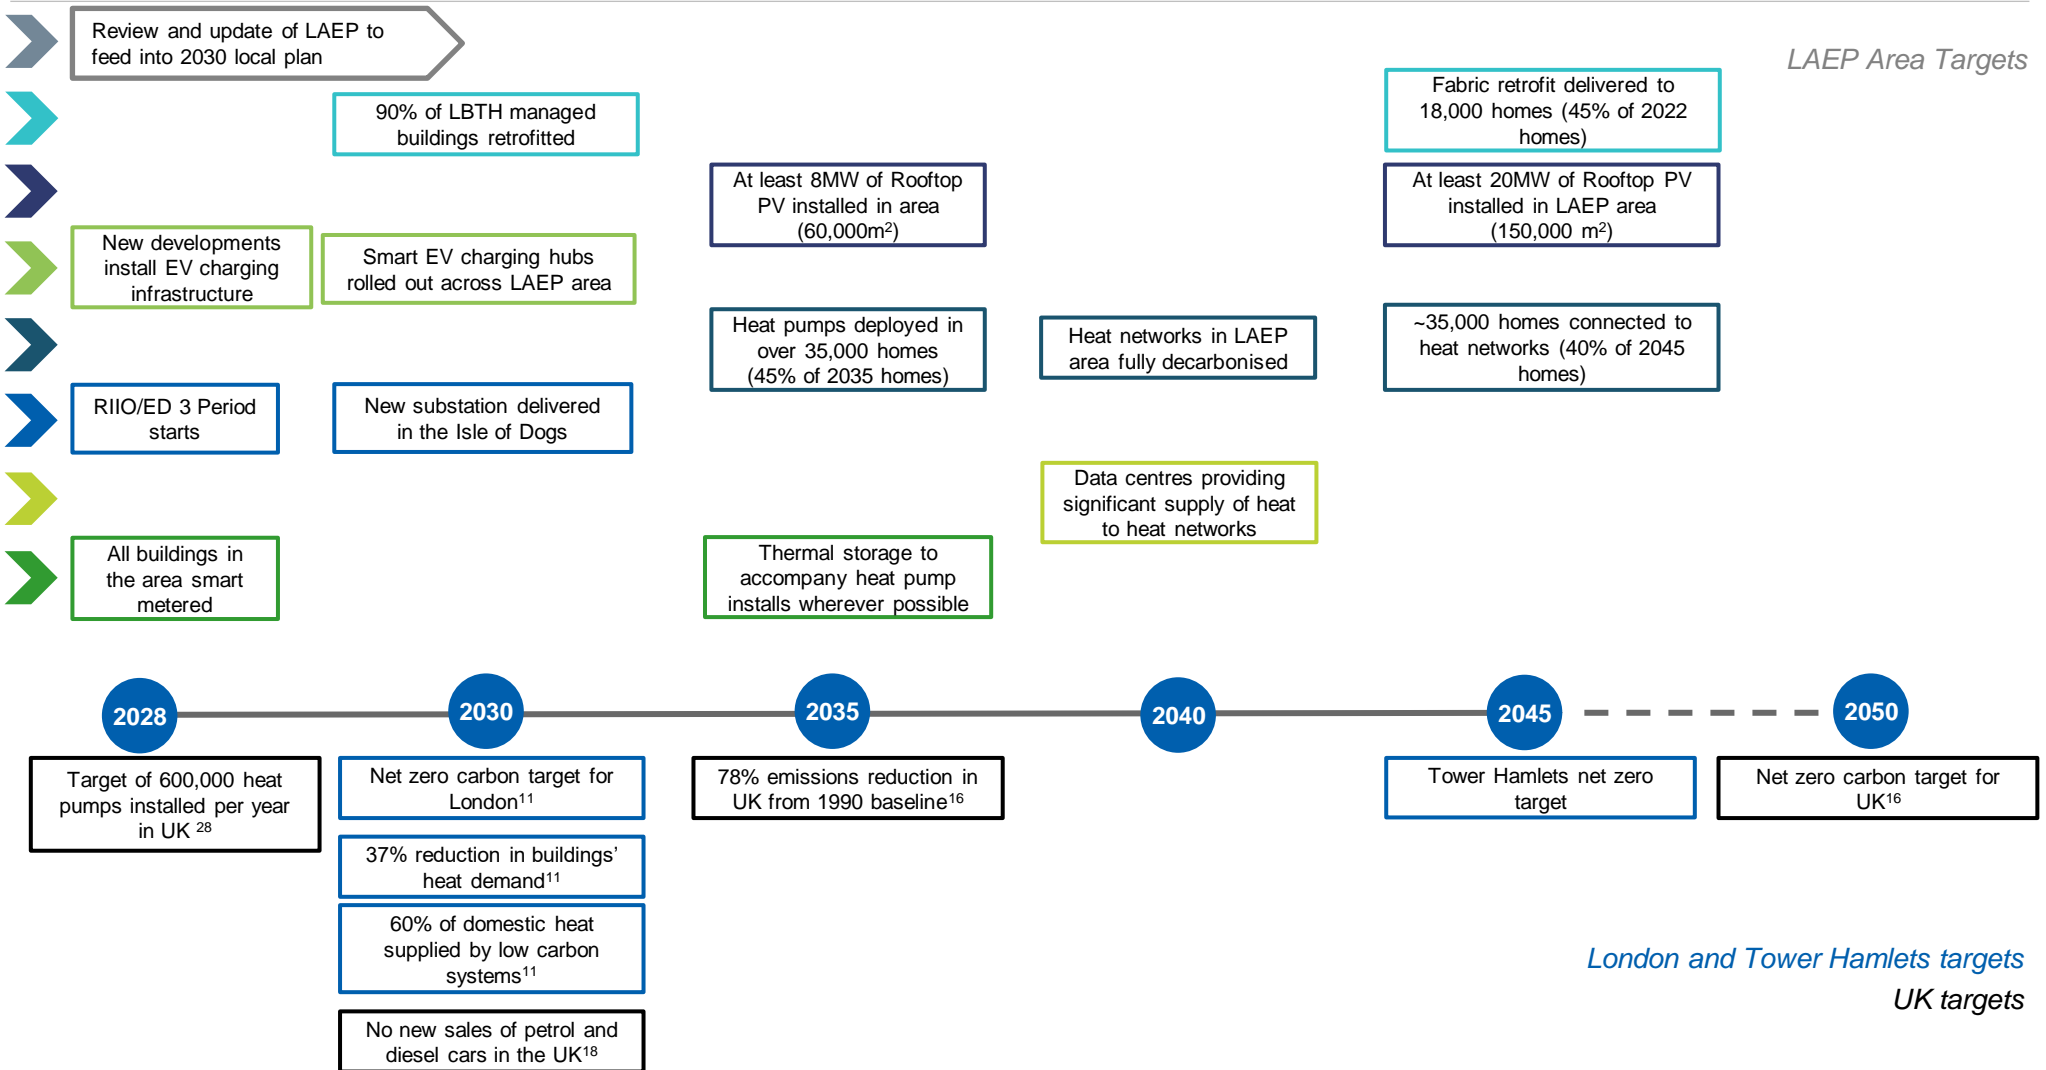 Review and update of LAEP to
feed into 2030 local plan
LAEP Area Targets
90% of LBTH managed
buildings retrofitted
Fabric retrofit delivered to
18,000 homes (45% of 2022
homes)
At least 8MW of Rooftop
PV installed in area
(60,000m²)
At least 20MW of Rooftop PV
installed in LAEP area
(150,000 m²)
New developments
install EV charging
infrastructure
Smart EV charging hubs
rolled out across LAEP area
Heat pumps deployed in
over 35,000 homes
(45% of 2035 homes)
Heat networks in LAEP
area fully decarbonised
~35,000 homes connected to
heat networks (40% of 2045
homes)
RIIO/ED 3 Period
starts
New substation delivered
in the Isle of Dogs
Data centres providing
significant supply of heat
to heat networks
All buildings in
the area smart
metered
Thermal storage to
accompany heat pump
installs wherever possible
2028
2030
2035
2040
2045
2050
Target of 600,000 heat
pumps installed per year
in UK ²⁸
Net zero carbon target for
London¹¹
37% reduction in buildings’
heat demand¹¹
60% of domestic heat
supplied by low carbon
systems¹¹
No new sales of petrol and
diesel cars in the UK¹⁸
78% emissions reduction in
UK from 1990 baseline¹⁶
Tower Hamlets net zero
target
Net zero carbon target for
UK¹⁶
London and Tower Hamlets targets
UK targets